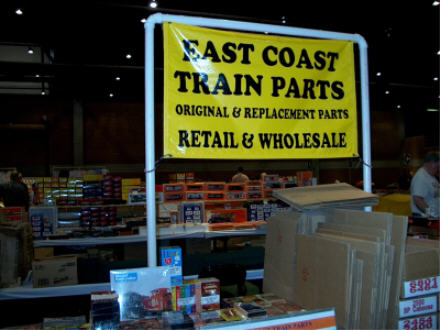 EAST COAST
TRAIN PARTS
ORIGINAL & REPLACEMENT PARTS
RETAIL & WHOLESALE